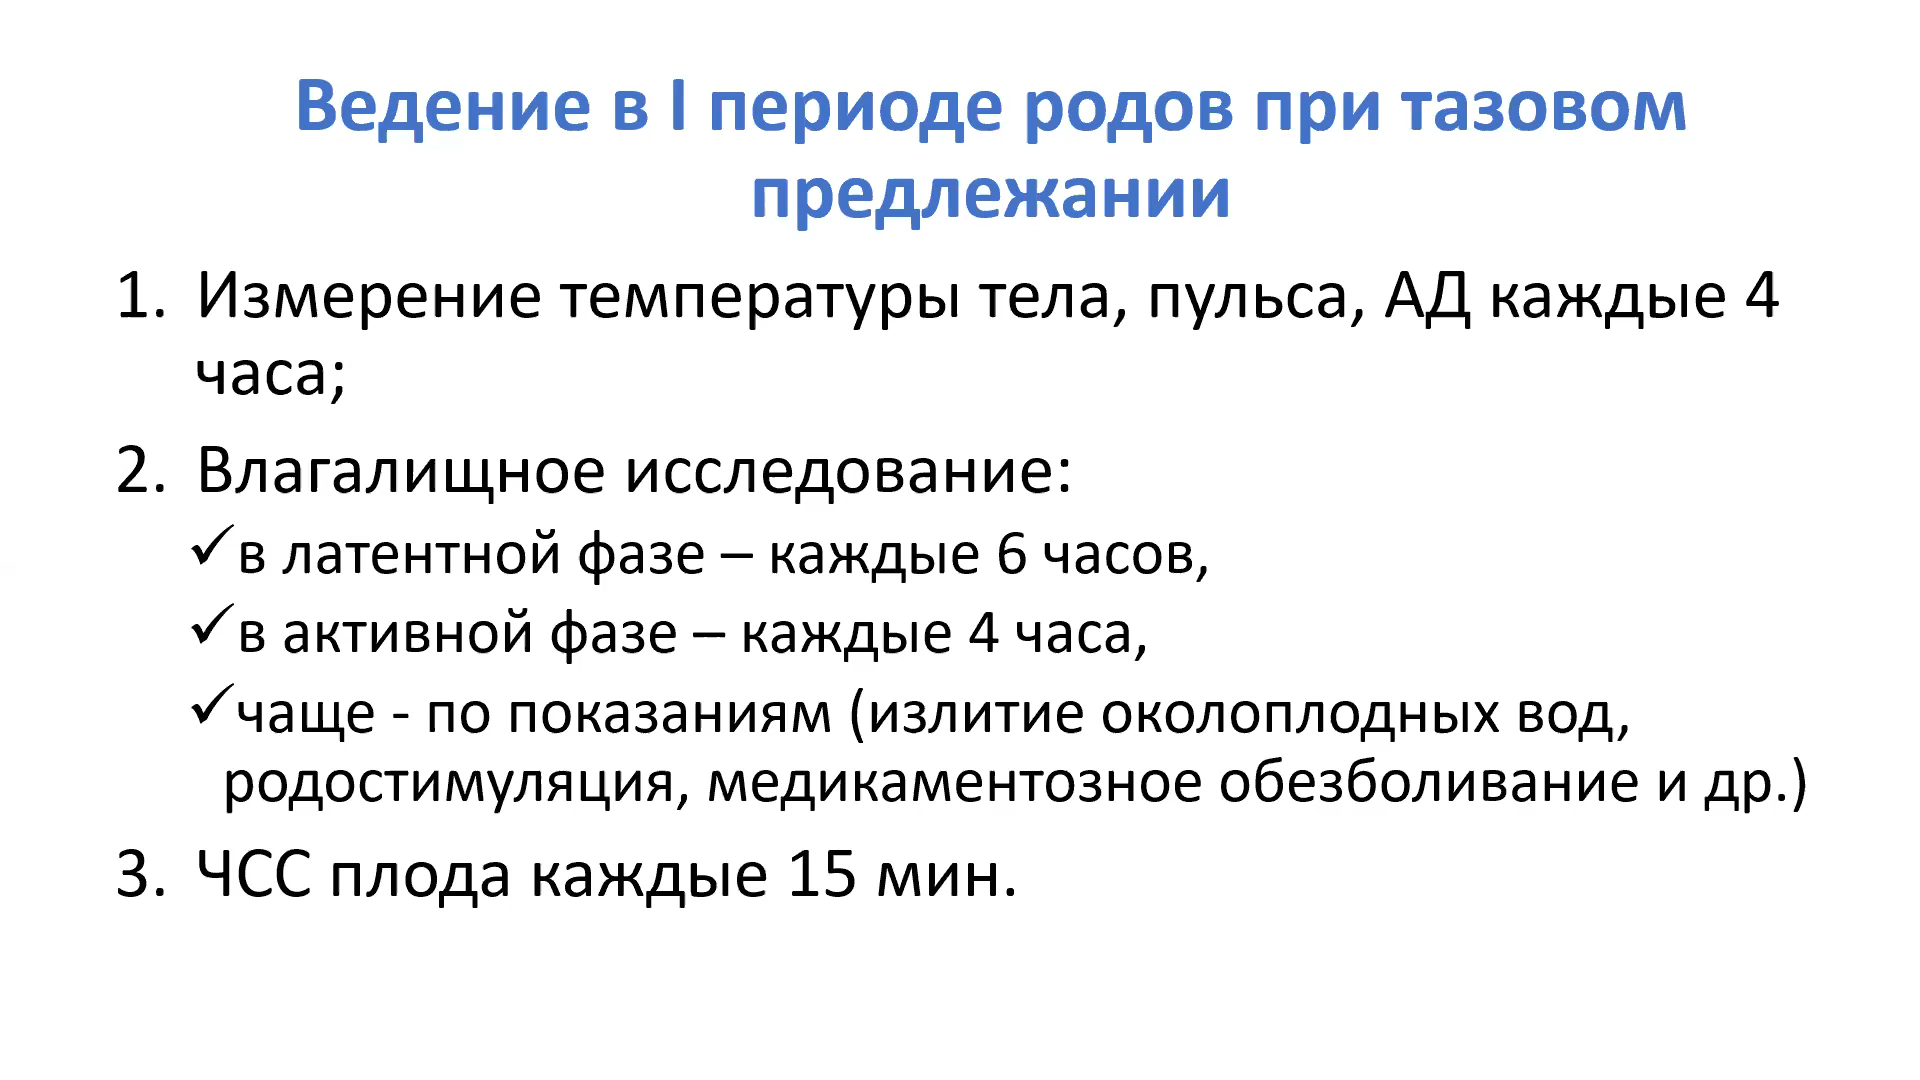 Ведение в I периоде родов при тазовом
предлежании
1. Измерение температуры тела, пульса, АД каждые 4
часа;
2. Влагалищное исследование:
✓в латентной фазе – каждые 6 часов,
✓в активной фазе – каждые 4 часа,
✓чаще - по показаниям (излитие околоплодных вод,
родостимуляция, медикаментозное обезболивание и др.)
3. ЧСС плода каждые 15 мин.